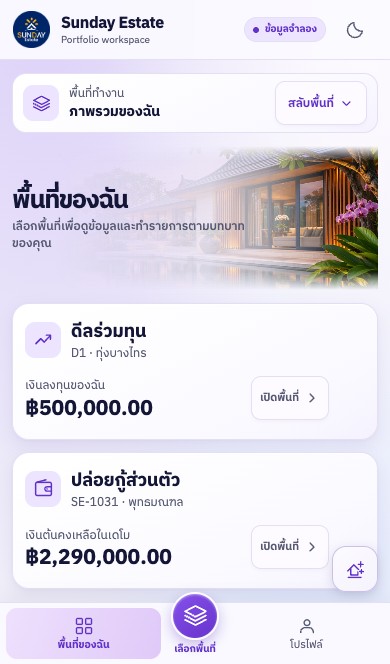 SUNDAY
Estate
Sunday Estate
Portfolio workspace
ข้อมูลจำลอง
พื้นที่ทำงาน
ภาพรวมของฉัน
สลับพื้นที่
พื้นที่ของฉัน
เลือกพื้นที่เพื่อดูข้อมูลและทำรายการตามบทบาท
ของคุณ
ดีลร่วมทุน
D1 · ทุ่งบางไทร
เงินลงทุนของฉัน
฿500,000.00
เปิดพื้นที่
ปล่อยกู้ส่วนตัว
SE-1031 · พุทธมณฑล
เงินต้นคงเหลือในเดโม
฿2,290,000.00
เปิดพื้นที่
พื้นที่ของฉัน
เลือกพื้นที่
โปรไฟล์